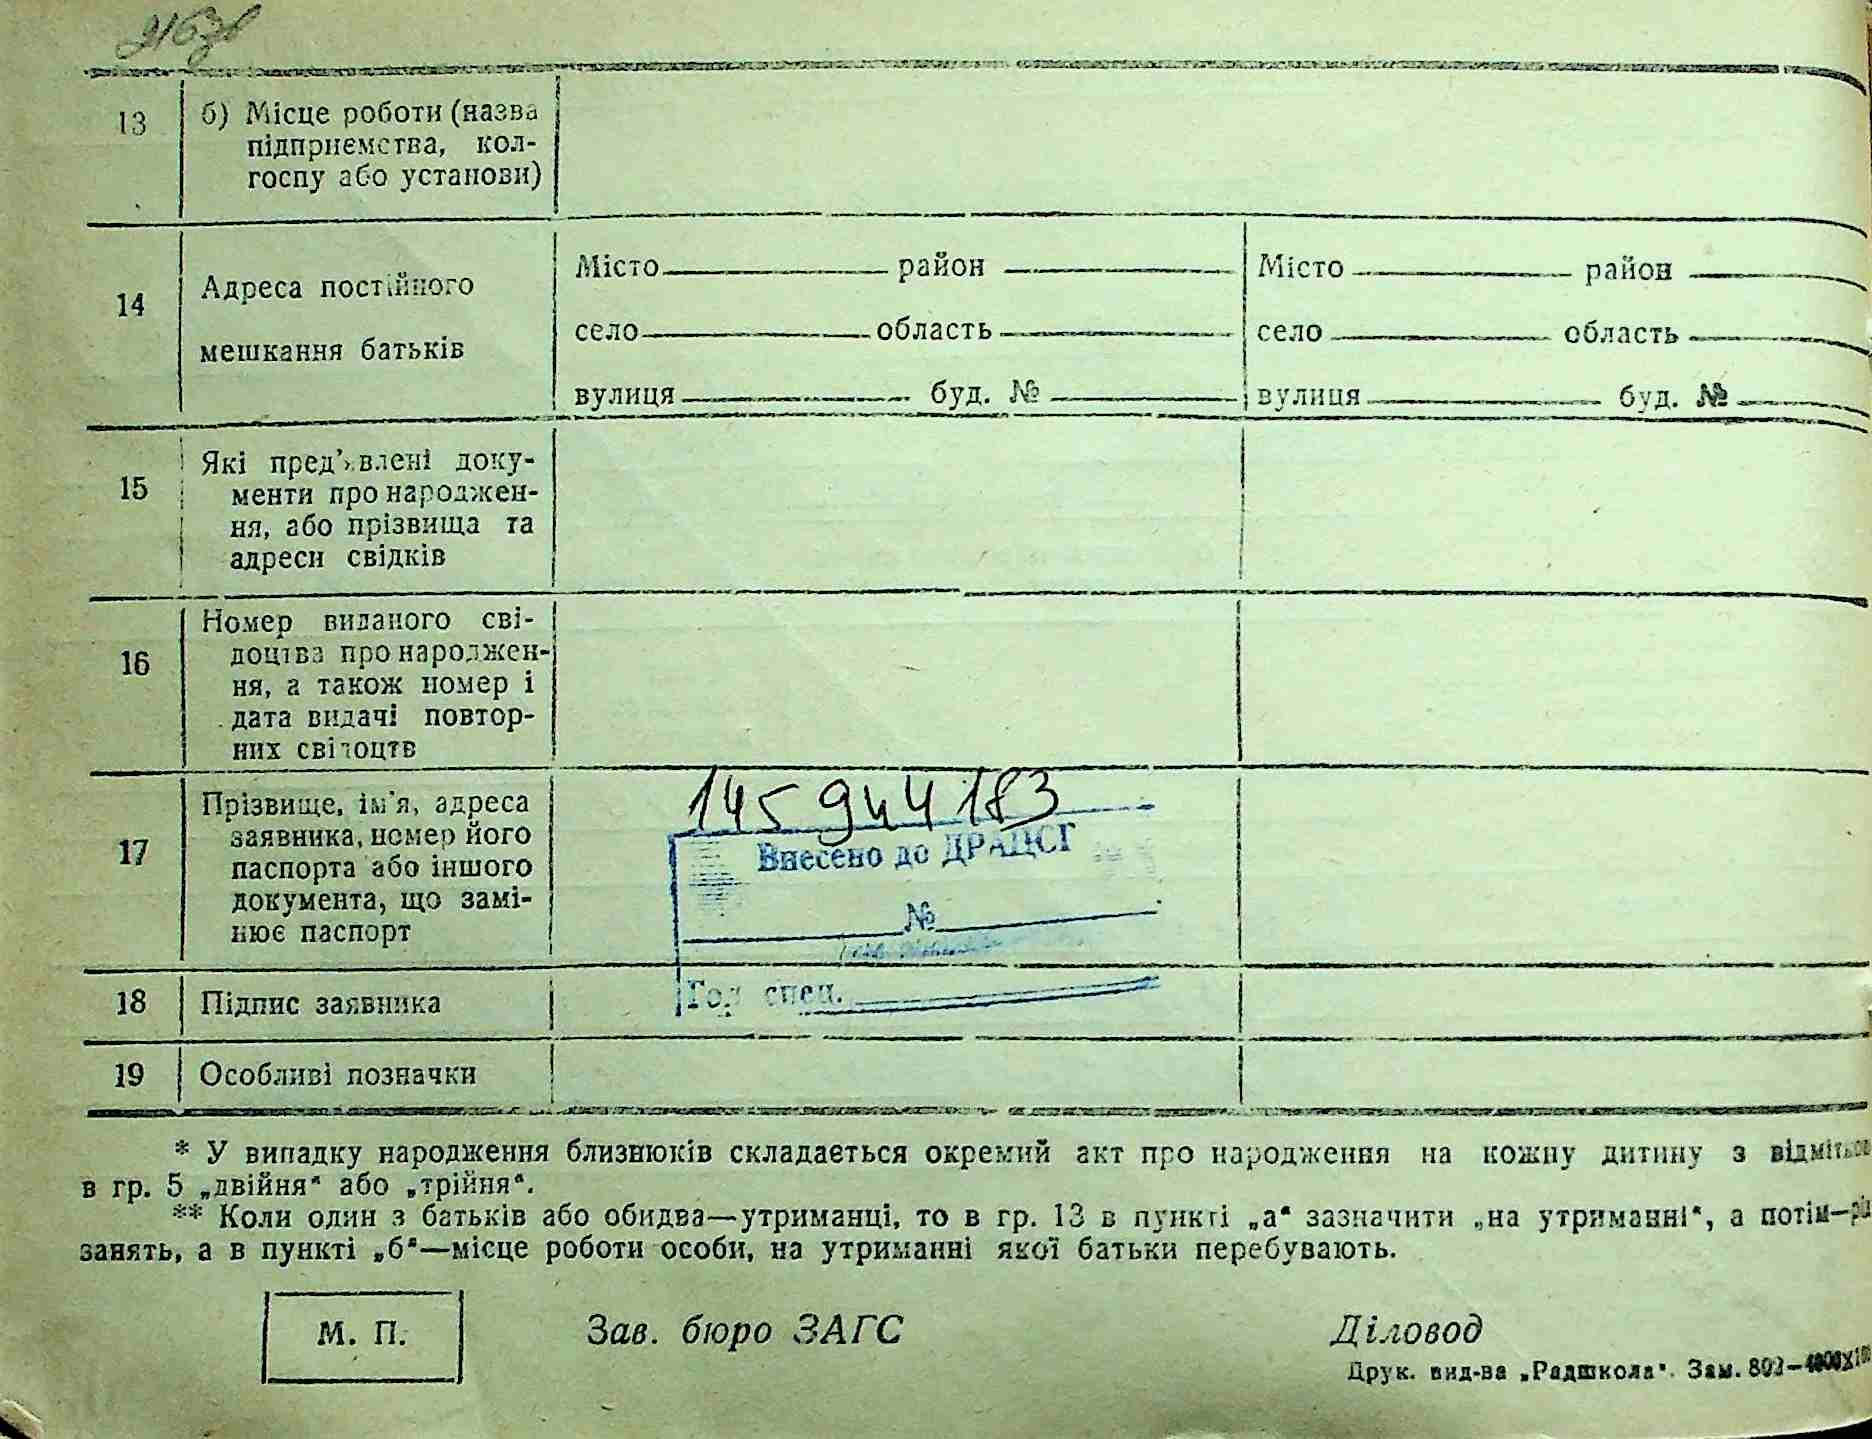 13 б) Місце роботи (назва
підприємства, кол-
госпу або установи)
14 Адреса постійного
мешкання батьків
Місто район
село область
вулиця буд. №
Місто район
село область
вулиця буд. №
15 Які пред'явлені доку-
менти про народжен-
ня, або прізвища та
адреси свідків
16 Номер виданого сві-
доцтва про народжен-
ня, а також номер і
дата видачі повтор-
них свідоцтв
17 Прізвище, ім'я, адреса
заявника, номер його
паспорта або іншого
документа, що замі-
нює паспорт
145 944 183
Внесено до ДРАЦСГ
№
Гол. спец.
18 Підпис заявника
19 Особливі позначки
* У випадку народження близнюків складається окремий акт про народження на кожну дитину з
в гр. 5 „двійня“ або „трійня“.
** Коли один з батьків або обидва—утриманці, то в гр. 13 в пункті „а“ зазначити „на утриманні“, а потім—
занять, а в пункті „б“—місце роботи особи, на утриманні якої батьки перебувають.
М. П.
Зав. бюро ЗАГС
Діловод
Друк. вид-ва „Радшкола“. Зам. 802—